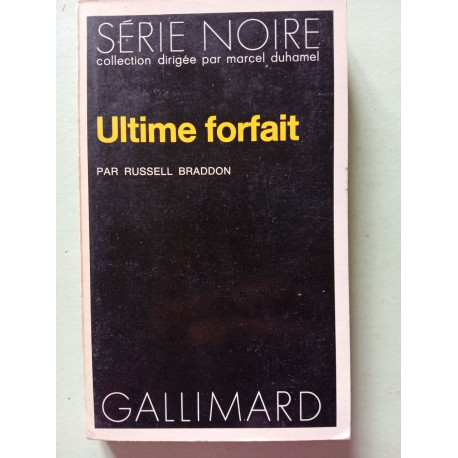 SÉRIE NOIRE
collection dirigée par marcel duhamel
Ultime forfait
PAR RUSSELL BRADDON
GALLIMARD